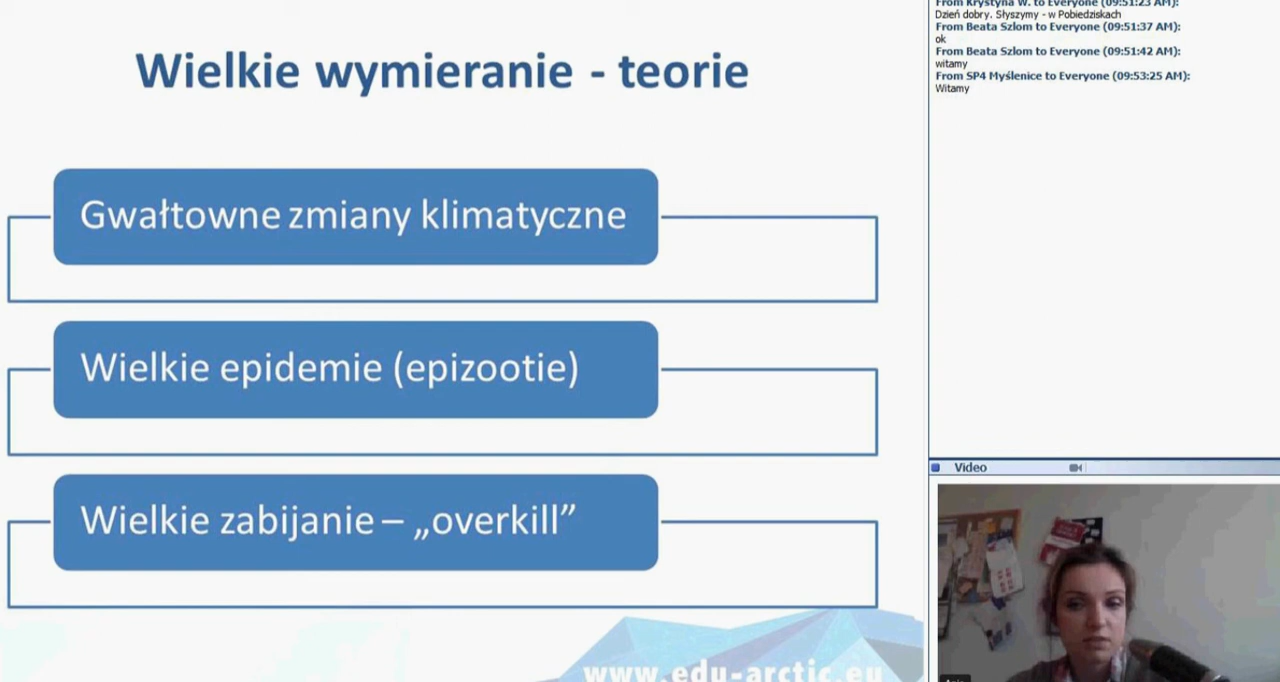 Wielkie wymieranie - teorie
Gwałtowne zmiany klimatyczne
Wielkie epidemie (epizootie)
Wielkie zabijanie – „overkill”
www.edu-arctic.eu
From Krystyna W. to Everyone (09:51:23 AM):
Dzień dobry. Słyszymy - w Pobiedziskach
From Beata Szlom to Everyone (09:51:37 AM):
ok
From Beata Szlom to Everyone (09:51:42 AM):
witamy
From SP4 Myślenice to Everyone (09:53:25 AM):
Witamy
Video